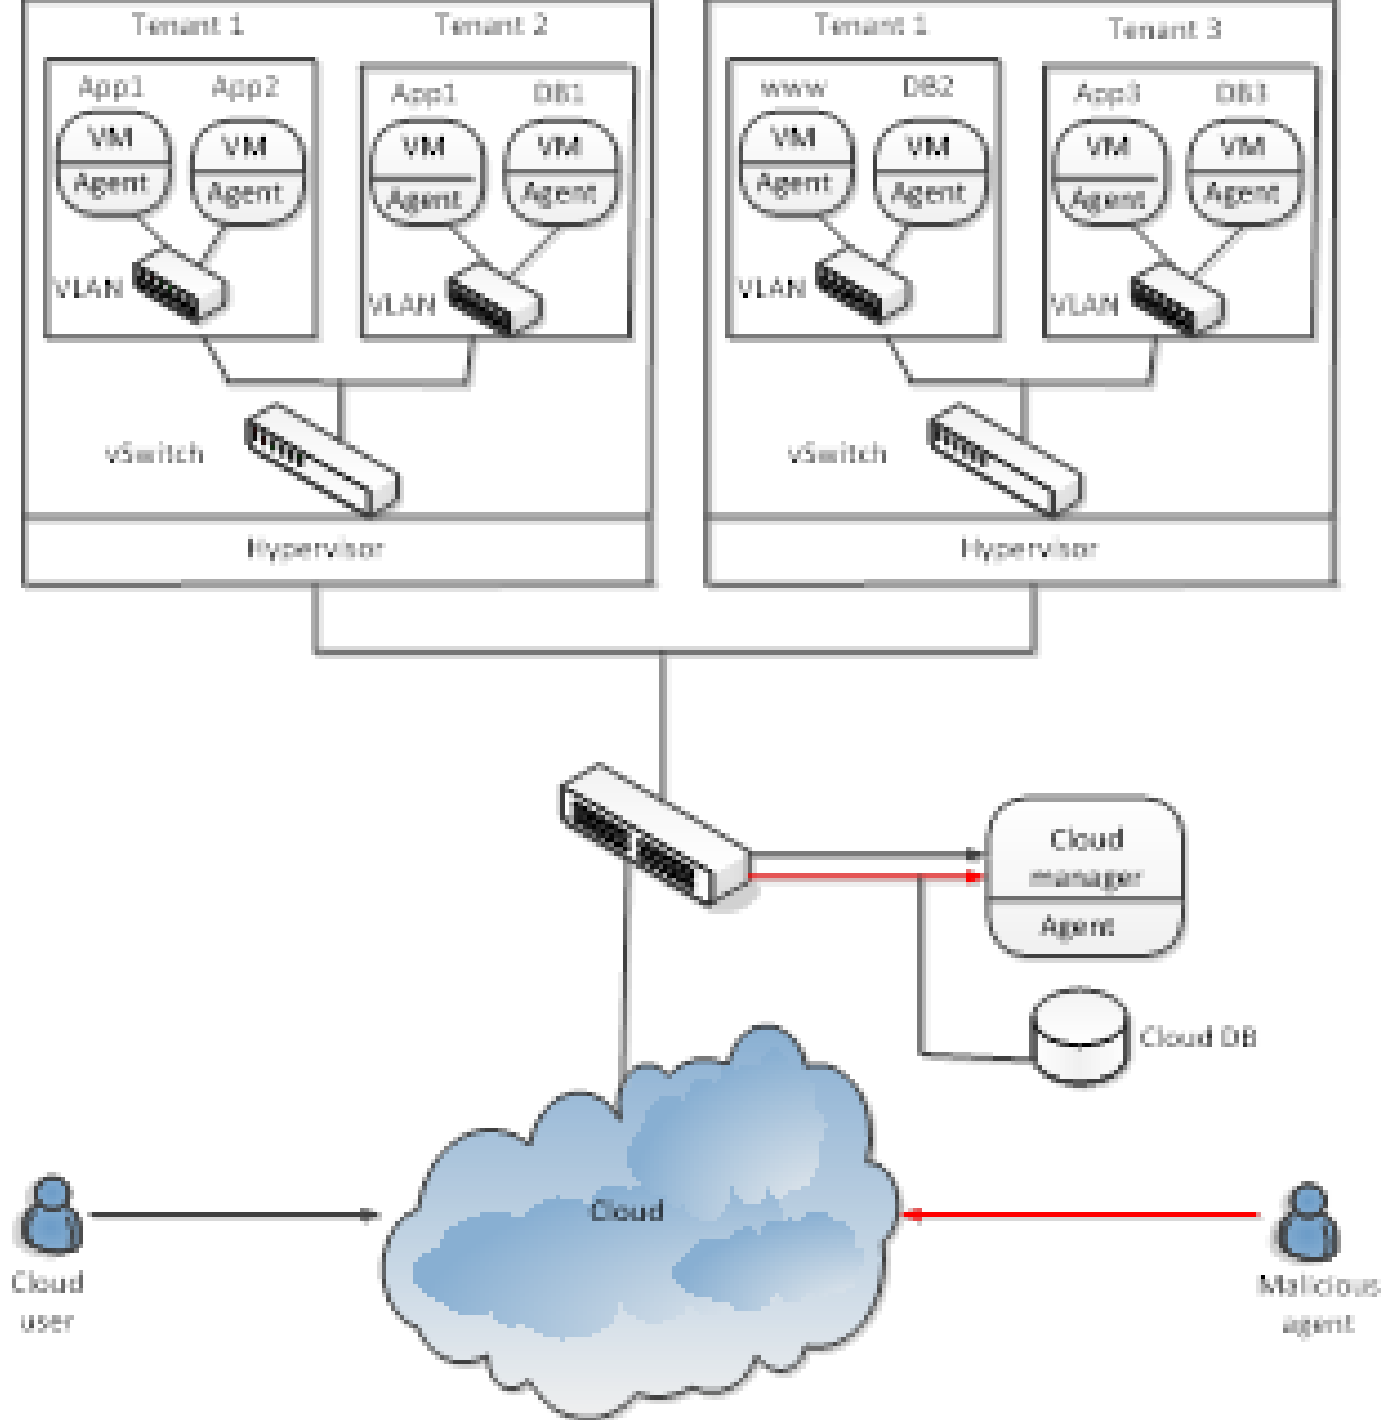 Tenant 1
Tenant 2
Tenant 1
Tenant 3
App1
App2
App1
DB1
www
DB2
App3
DB3
VM
VM
VM
VM
VM
VM
VM
VM
Agent
Agent
Agent
Agent
Agent
Agent
Agent
Agent
VLAN
VLAN
VLAN
VLAN
vSwitch
vSwitch
Hypervisor
Hypervisor
Cloud
manager
Agent
Cloud DB
Cloud
Cloud
user
Malicious
agent